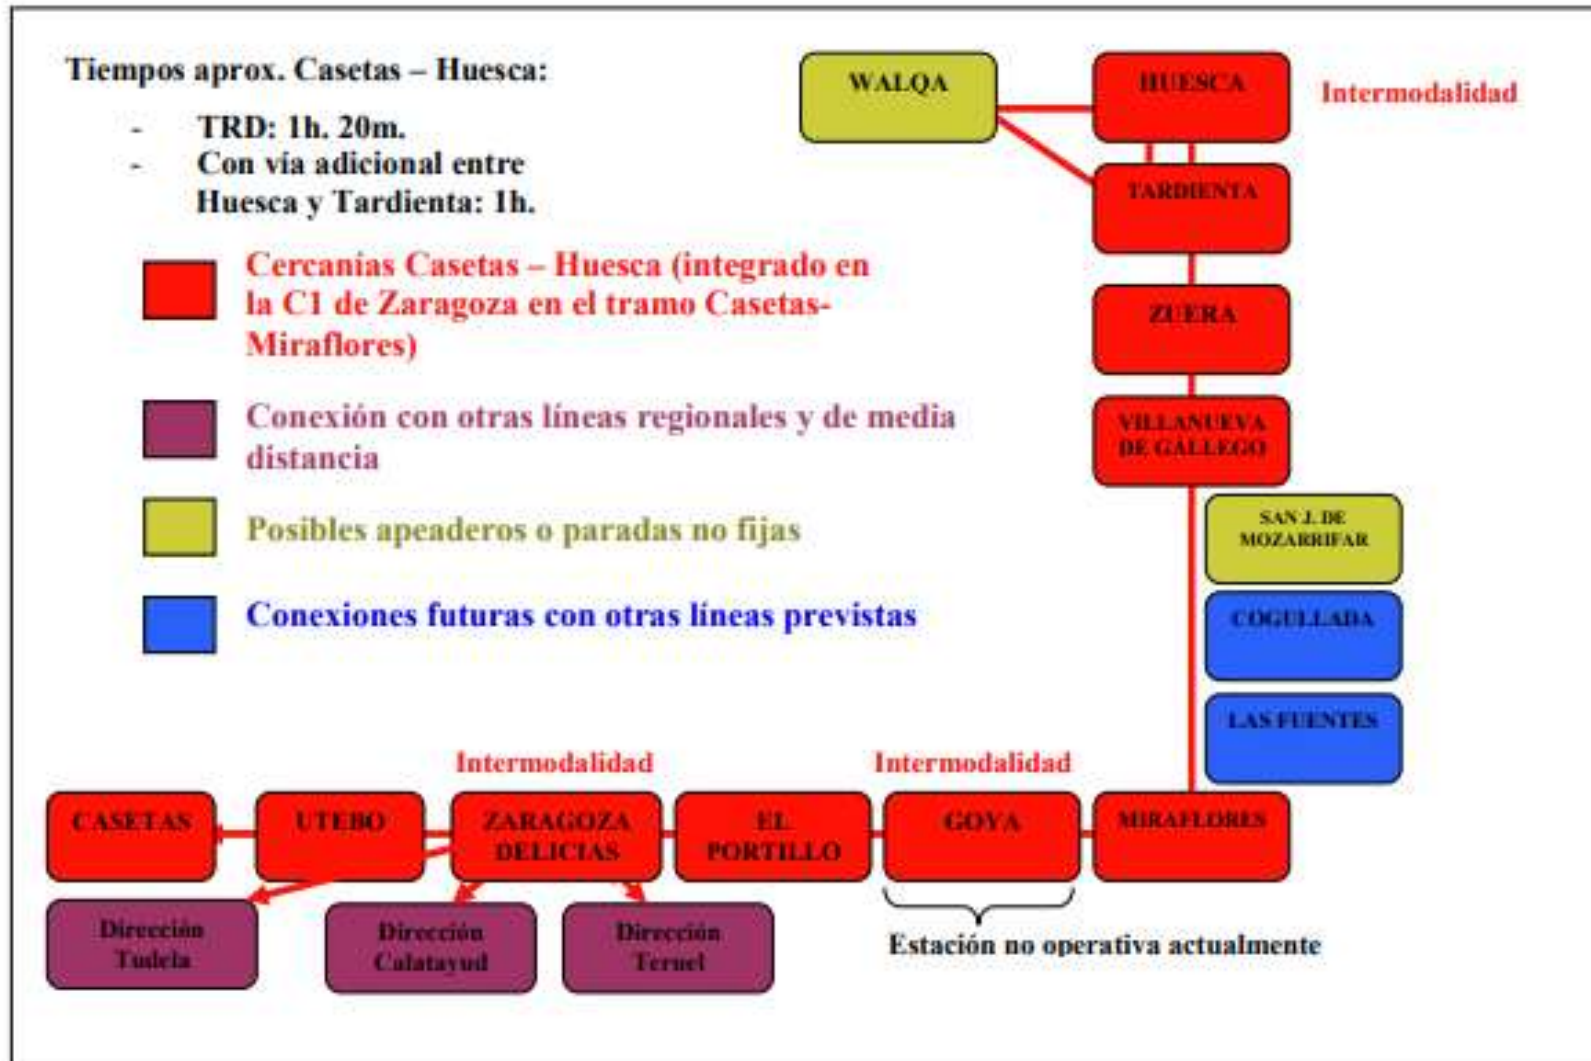 Tiempos aprox. Casetas – Huesca:
- TRD: 1h. 20m.
- Con vía adicional entre
Huesca y Tardienta: 1h.
WALQA
HUESCA
Intermodalidad
TARDIENTA
Cercanías Casetas – Huesca (integrado en
la C1 de Zaragoza en el tramo Casetas-
Miraflores)
ZUERA
Conexión con otras líneas regionales y de media
distancia
VILLANUEVA
DE GÁLLEGO
Posibles apeaderos o paradas no fijas
SAN J. DE
MOZARRIFAR
Conexiones futuras con otras líneas previstas
COGULLADA
LAS FUENTES
Intermodalidad
Intermodalidad
CASETAS
UTEBO
ZARAGOZA
DELICIAS
EL
PORTILLO
GOYA
MIRAFLORES
Dirección
Tudela
Dirección
Calatayud
Dirección
Teruel
Estación no operativa actualmente